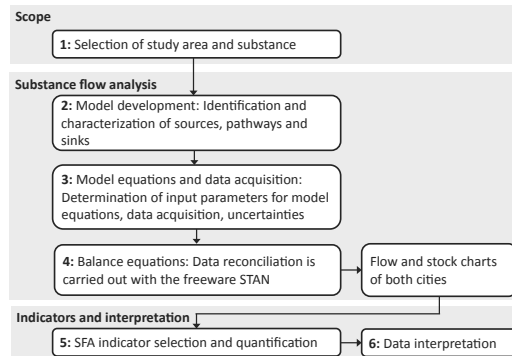 Scope
1: Selection of study area and substance
Substance flow analysis
2: Model development: Identification and
characterization of sources, pathways and
sinks
3: Model equations and data acquisition:
Determination of input parameters for model
equations, data acquisition, uncertainties
4: Balance equations: Data reconciliation is
carried out with the freeware STAN
Flow and stock charts
of both cities
Indicators and interpretation
5: SFA indicator selection and quantification
6: Data interpretation